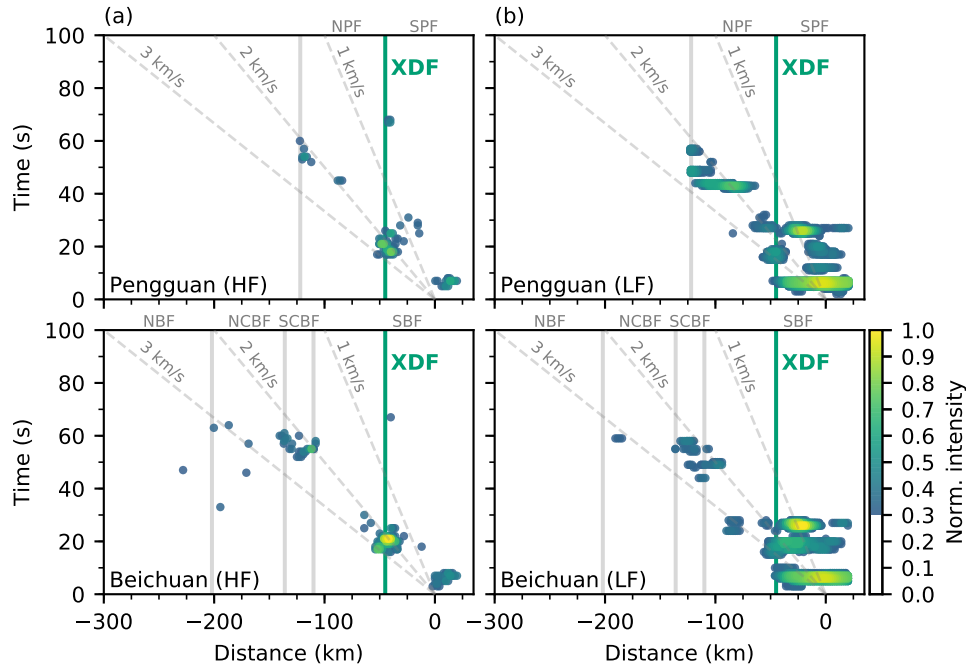 (a)
(b)
NPF SPF
NPF SPF
100
80
60
40
20
0
Time (s)
3 km/s
2 km/s
1 km/s
XDF
Pengguan (HF)
3 km/s
2 km/s
1 km/s
XDF
Pengguan (LF)
NBF NCBF SCBF SBF
NBF NCBF SCBF SBF
100
80
60
40
20
0
Time (s)
3 km/s
2 km/s
1 km/s
XDF
Beichuan (HF)
3 km/s
2 km/s
1 km/s
XDF
Beichuan (LF)
1.0
0.9
0.8
0.7
0.6
0.5
0.4
0.3
0.2
0.1
0.0
Norm. intensity
−300 −200 −100 0
−300 −200 −100 0
Distance (km)
Distance (km)